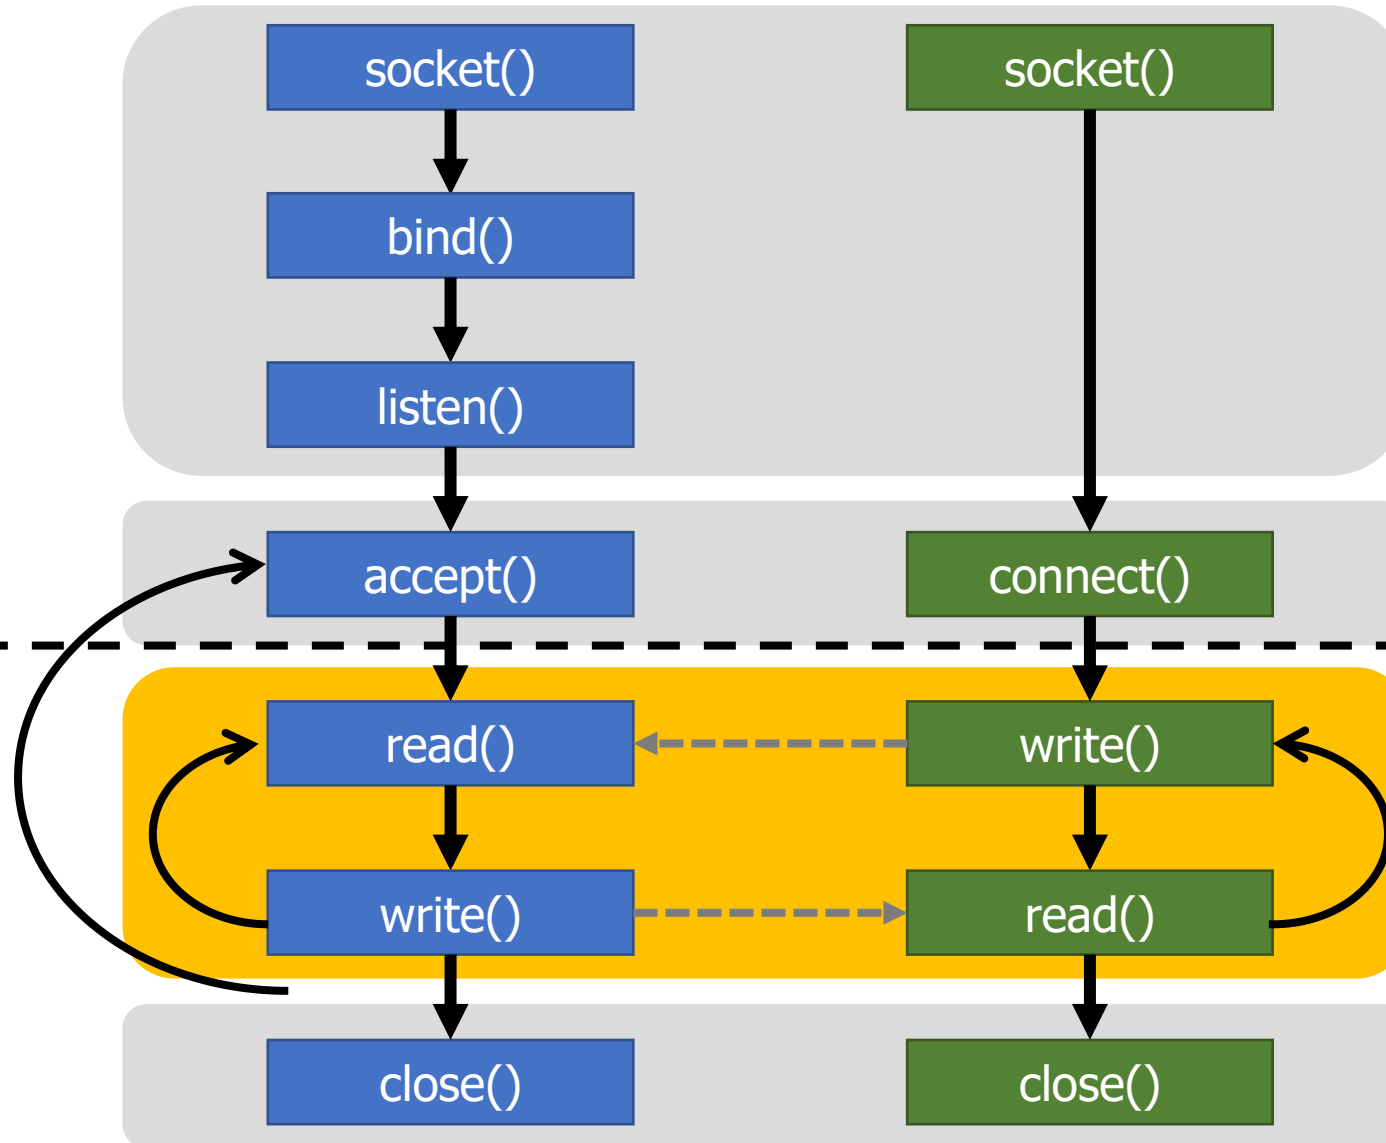 socket() socket()
bind()
listen()
accept() connect()
read() write()
write() read()
close() close()